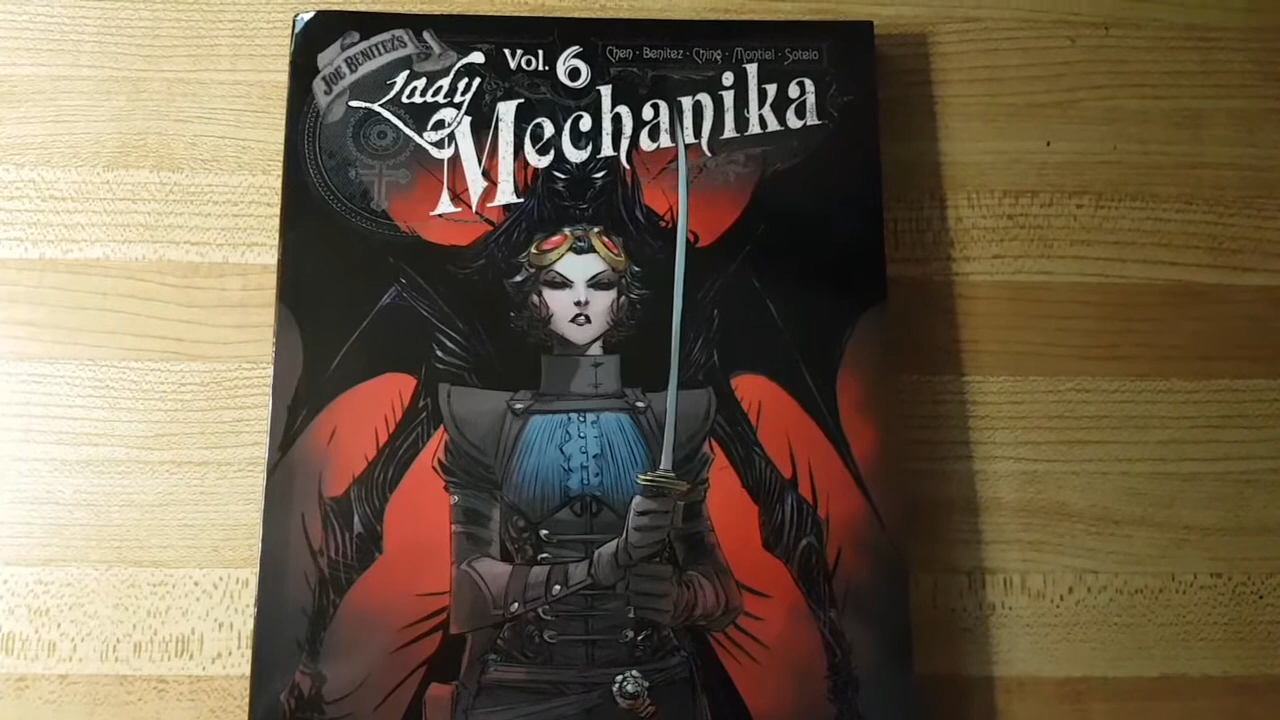 JOE BENITEZ'S
Vol. 6
Chen · Benitez · Ching · Montiel · Sotelo
Lady
Mechanika